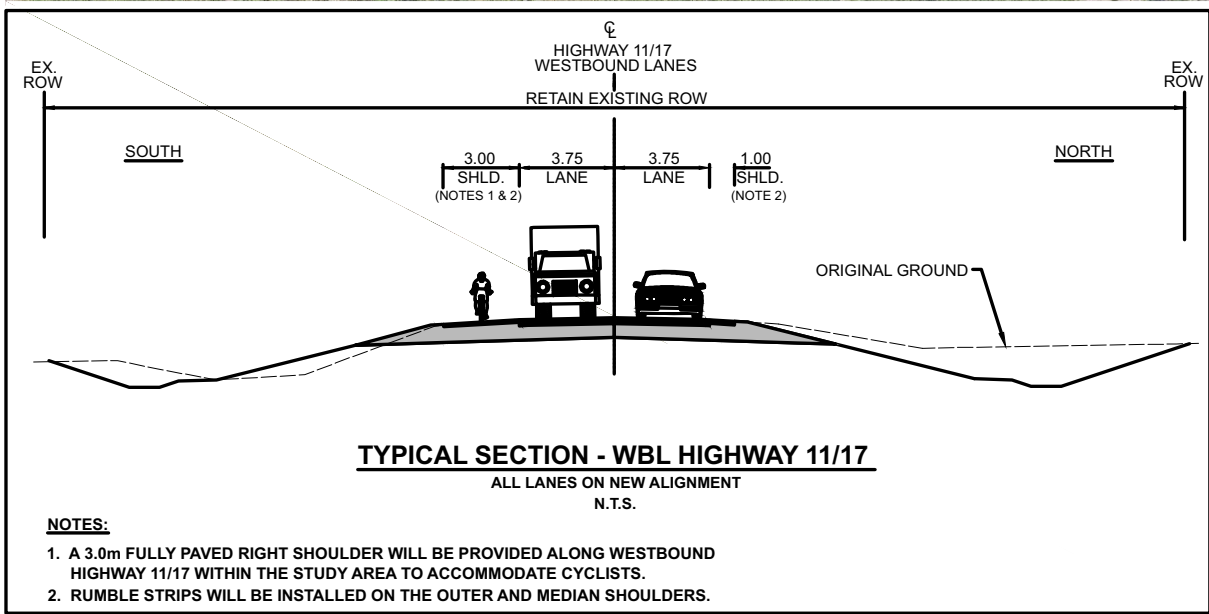 ℄
HIGHWAY 11/17
WESTBOUND LANES
EX.
ROW
EX.
ROW
RETAIN EXISTING ROW
SOUTH
NORTH
3.00
SHLD.
(NOTES 1 & 2)
3.75
LANE
3.75
LANE
1.00
SHLD.
(NOTE 2)
ORIGINAL GROUND
TYPICAL SECTION - WBL HIGHWAY 11/17
ALL LANES ON NEW ALIGNMENT
N.T.S.
NOTES:
1. A 3.0m FULLY PAVED RIGHT SHOULDER WILL BE PROVIDED ALONG WESTBOUND
HIGHWAY 11/17 WITHIN THE STUDY AREA TO ACCOMMODATE CYCLISTS.
2. RUMBLE STRIPS WILL BE INSTALLED ON THE OUTER AND MEDIAN SHOULDERS.